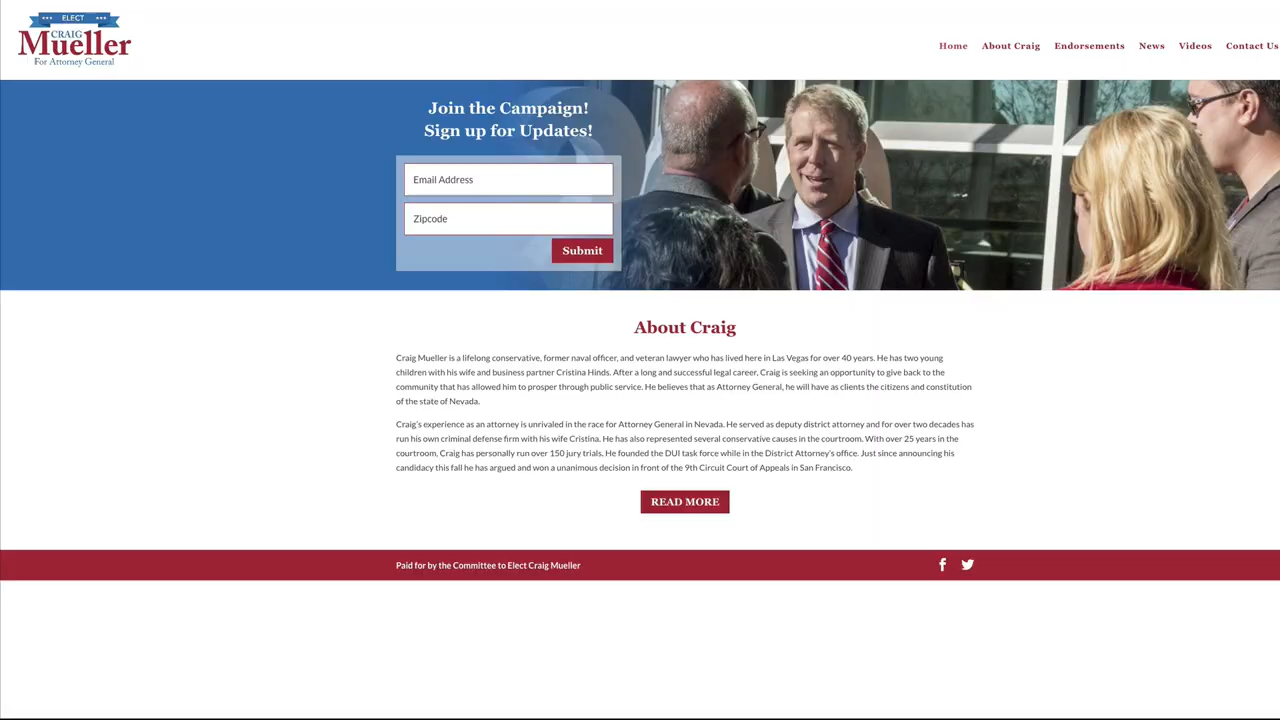 ELECT
CRAIG
Mueller
For Attorney General
Home About Craig Endorsements News Videos Contact Us
Join the Campaign!
Sign up for Updates!
Email Address
Zipcode
Submit
About Craig
Craig Mueller is a lifelong conservative, former naval officer, and veteran lawyer who has lived here in Las Vegas for over 40 years. He has two young
children with his wife and business partner Cristina Hinds. After a long and successful legal career, Craig is seeking an opportunity to give back to the
community that has allowed him to prosper through public service. He believes that as Attorney General, he will have as clients the citizens and constitution
of the state of Nevada.
Craig's experience as an attorney is unrivaled in the race for Attorney General in Nevada. He served as deputy district attorney and for over two decades has
run his own criminal defense firm with his wife Cristina. He has also represented several conservative causes in the courtroom. With over 25 years in the
courtroom, Craig has personally run over 150 jury trials. He founded the DUI task force while in the District Attorney's office. Just since announcing his
candidacy this fall he has argued and won a unanimous decision in front of the 9th Circuit Court of Appeals in San Francisco.
READ MORE
Paid for by the Committee to Elect Craig Mueller